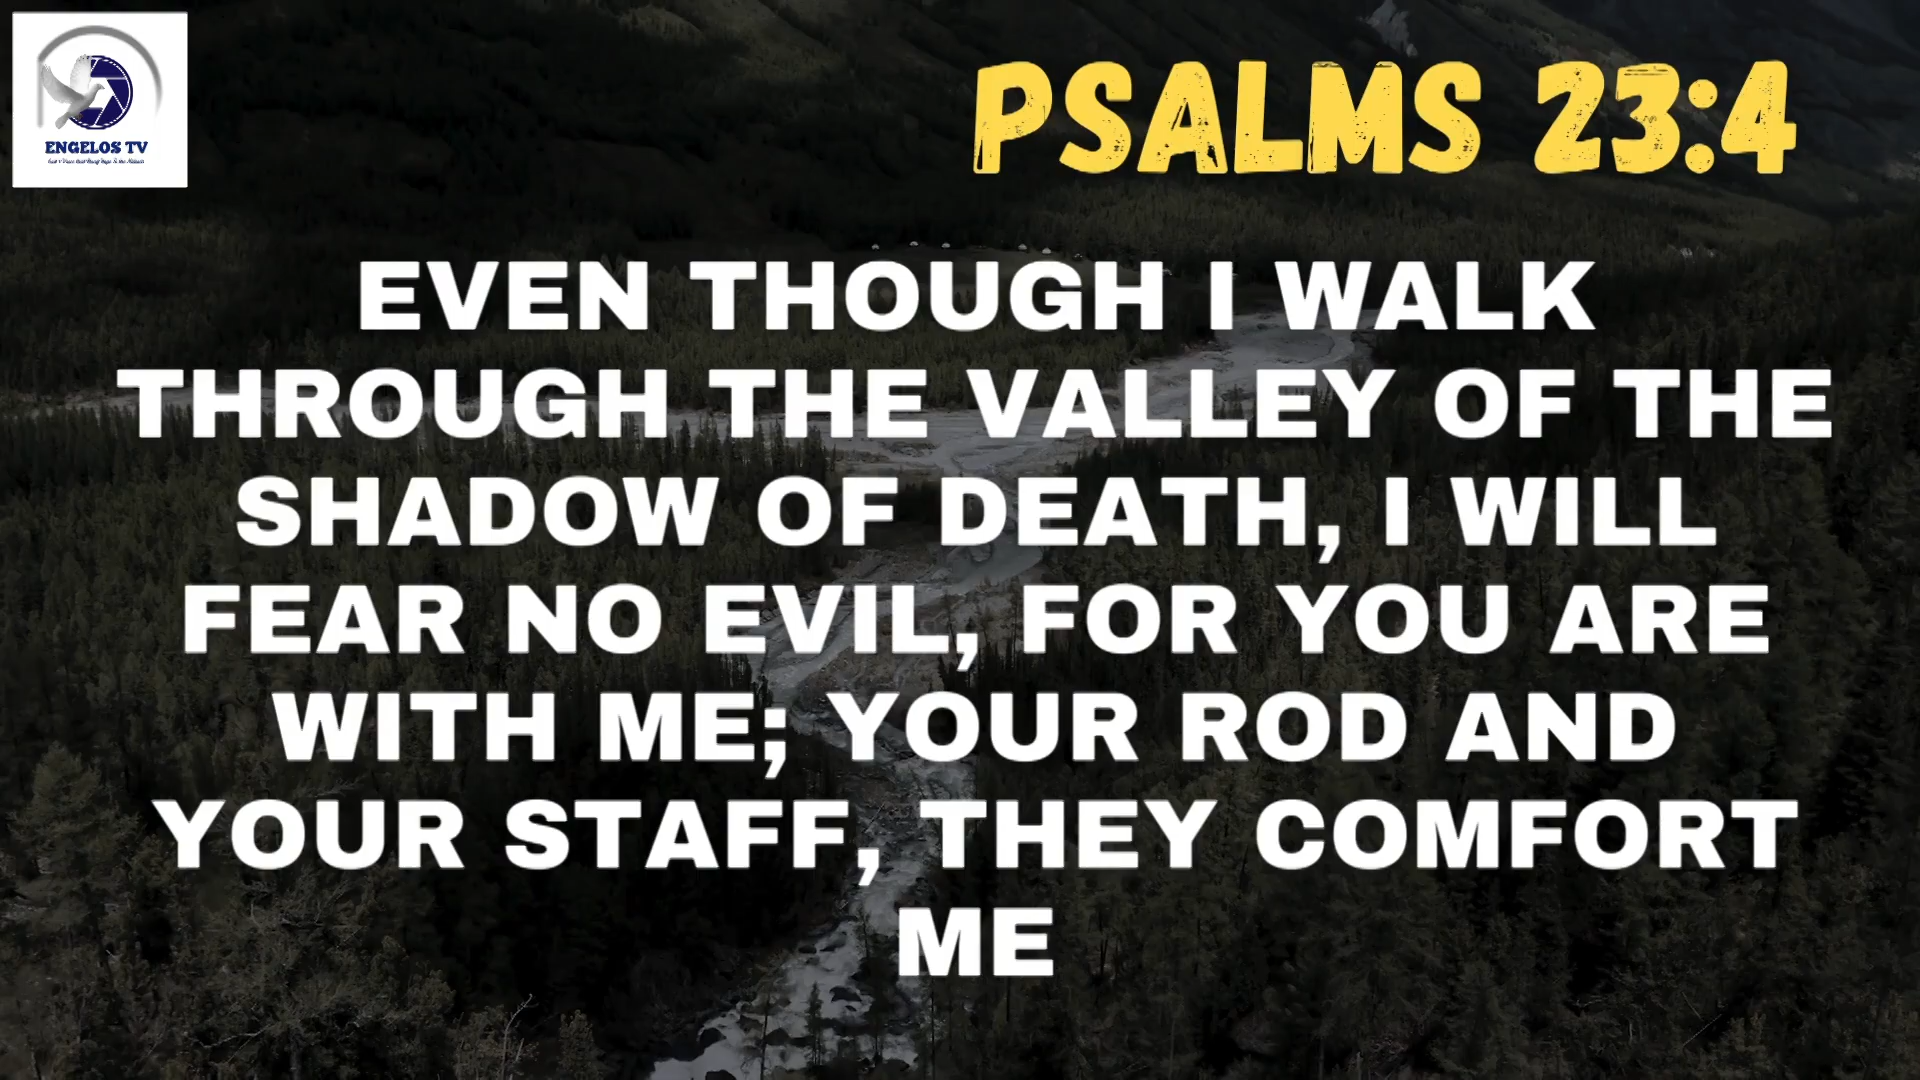 ENGELOS TV
PSALMS 23:4
EVEN THOUGH I WALK
THROUGH THE VALLEY OF THE
SHADOW OF DEATH, I WILL
FEAR NO EVIL, FOR YOU ARE
WITH ME; YOUR ROD AND
YOUR STAFF, THEY COMFORT
ME